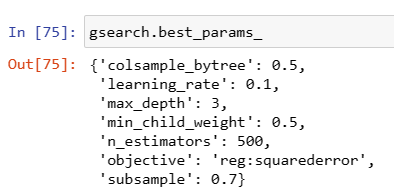 In [75]: gsearch.best_params_
Out[75]: {'colsample_bytree': 0.5,
'learning_rate': 0.1,
'max_depth': 3,
'min_child_weight': 0.5,
'n_estimators': 500,
'objective': 'reg:squarederror',
'subsample': 0.7}